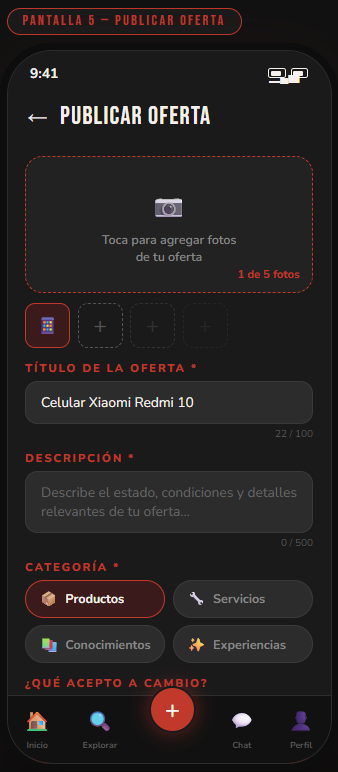 PANTALLA 5 — PUBLICAR OFERTA
9:41
← PUBLICAR OFERTA
Toca para agregar fotos
de tu oferta
1 de 5 fotos
+ + +
TÍTULO DE LA OFERTA *
Celular Xiaomi Redmi 10
22 / 100
DESCRIPCIÓN *
Describe el estado, condiciones y detalles
relevantes de tu oferta...
0 / 500
CATEGORÍA *
Productos Servicios
Conocimientos Experiencias
¿QUÉ ACEPTO A CAMBIO?
+
Inicio Explorar Chat Perfil